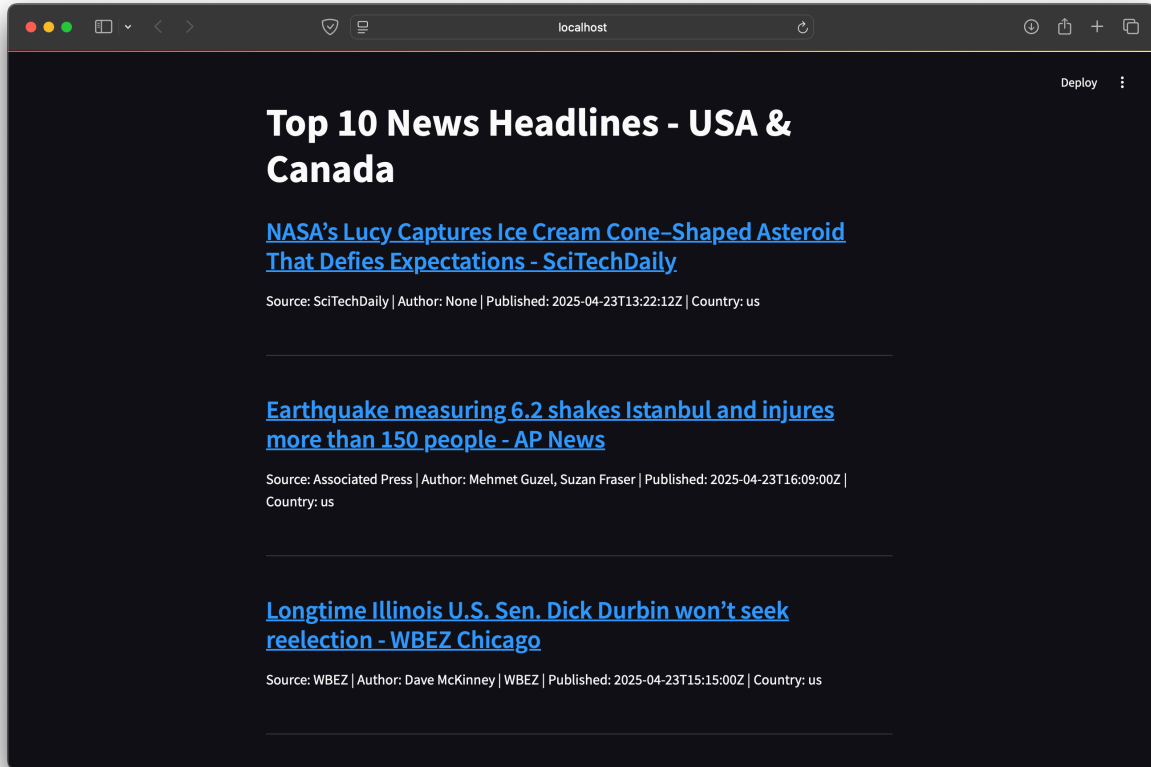 localhost
Deploy
Top 10 News Headlines - USA &
Canada
NASA’s Lucy Captures Ice Cream Cone–Shaped Asteroid
That Defies Expectations - SciTechDaily
Source: SciTechDaily | Author: None | Published: 2025-04-23T13:22:12Z | Country: us
Earthquake measuring 6.2 shakes Istanbul and injures
more than 150 people - AP News
Source: Associated Press | Author: Mehmet Guzel, Suzan Fraser | Published: 2025-04-23T16:09:00Z |
Country: us
Longtime Illinois U.S. Sen. Dick Durbin won’t seek
reelection - WBEZ Chicago
Source: WBEZ | Author: Dave McKinney | WBEZ | Published: 2025-04-23T15:15:00Z | Country: us